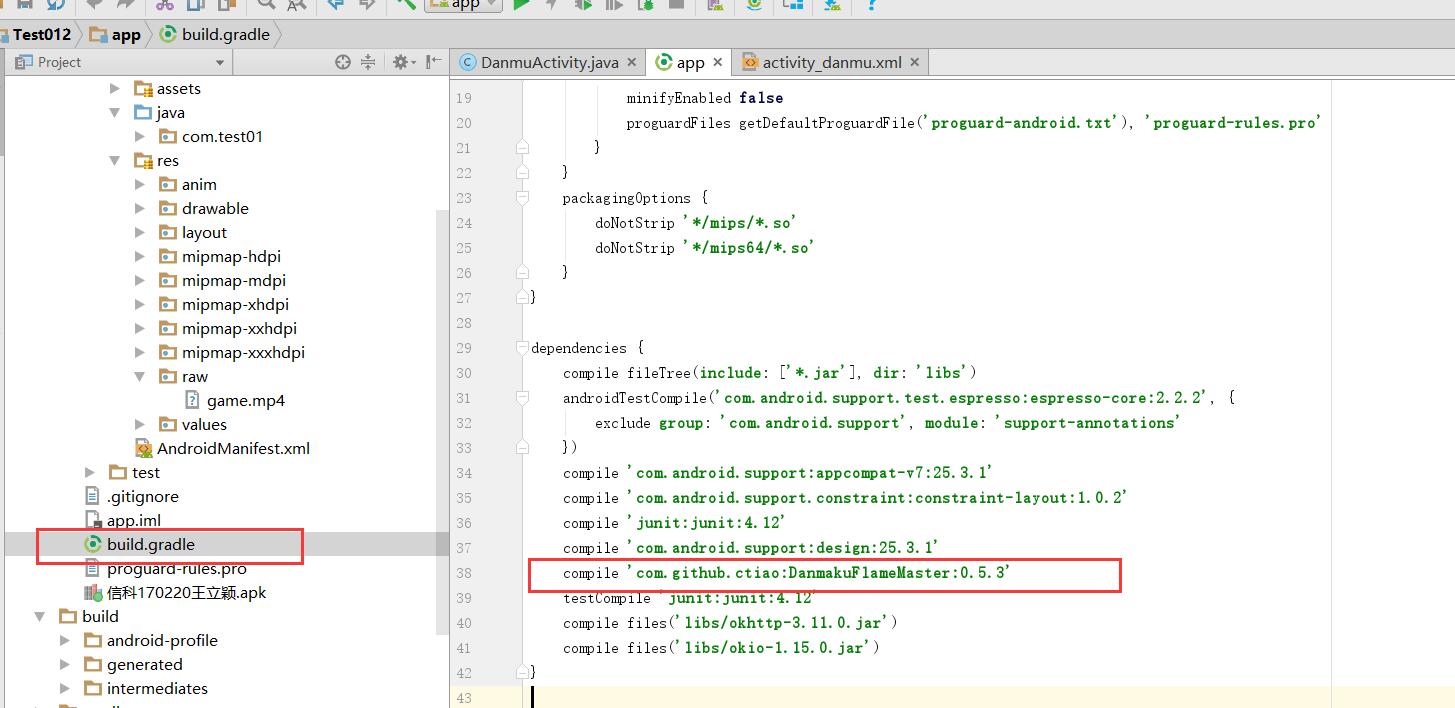 app
Test012 app build.gradle
Project
DanmuActivity.java app activity_danmu.xml
assets
java
com.test01
res
anim
drawable
layout
mipmap-hdpi
mipmap-mdpi
mipmap-xhdpi
mipmap-xxhdpi
mipmap-xxxhdpi
raw
game.mp4
values
AndroidManifest.xml
test
.gitignore
app.iml
build.gradle
proguard-rules.pro
信科170220王立颖.apk
build
android-profile
generated
intermediates
19 minifyEnabled false
20 proguardFiles getDefaultProguardFile('proguard-android.txt'), 'proguard-rules.pro'
21 }
22 }
23 packagingOptions {
24 doNotStrip '*/mips/*.so'
25 doNotStrip '*/mips64/*.so'
26 }
27 }
28
29 dependencies {
30 compile fileTree(include: ['*.jar'], dir: 'libs')
31 androidTestCompile('com.android.support.test.espresso:espresso-core:2.2.2', {
32 exclude group: 'com.android.support', module: 'support-annotations'
33 })
34 compile 'com.android.support:appcompat-v7:25.3.1'
35 compile 'com.android.support.constraint:constraint-layout:1.0.2'
36 compile 'junit:junit:4.12'
37 compile 'com.android.support:design:25.3.1'
38 compile 'com.github.ctiao:DanmakuFlameMaster:0.5.3'
39 testCompile 'junit:junit:4.12'
40 compile files('libs/okhttp-3.11.0.jar')
41 compile files('libs/okio-1.15.0.jar')
42 }
43